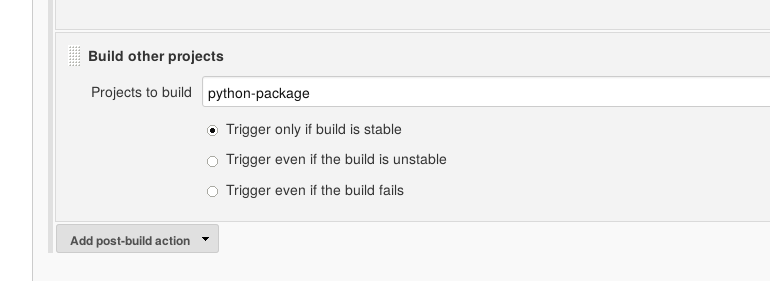 Build other projects
Projects to build python-package
Trigger only if build is stable
Trigger even if the build is unstable
Trigger even if the build fails
Add post-build action